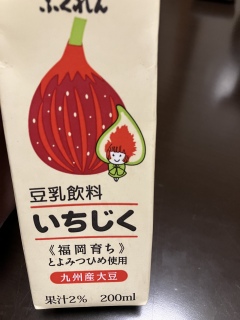 ふくれん
豆乳飲料
いちじく
《福岡育ち》
とよみつひめ使用
九州産大豆
果汁2% 200ml